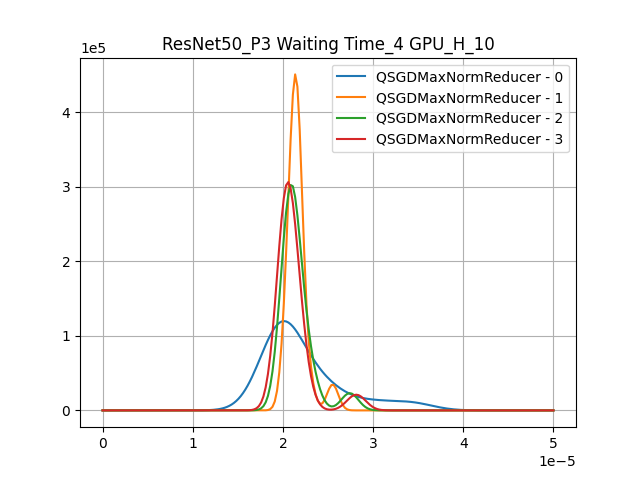 ResNet50_P3 Waiting Time_4 GPU_H_10
1e5
QSGDMaxNormReducer - 0
QSGDMaxNormReducer - 1
QSGDMaxNormReducer - 2
QSGDMaxNormReducer - 3
4
3
2
1
0
0 1 2 3 4 5
1e−5